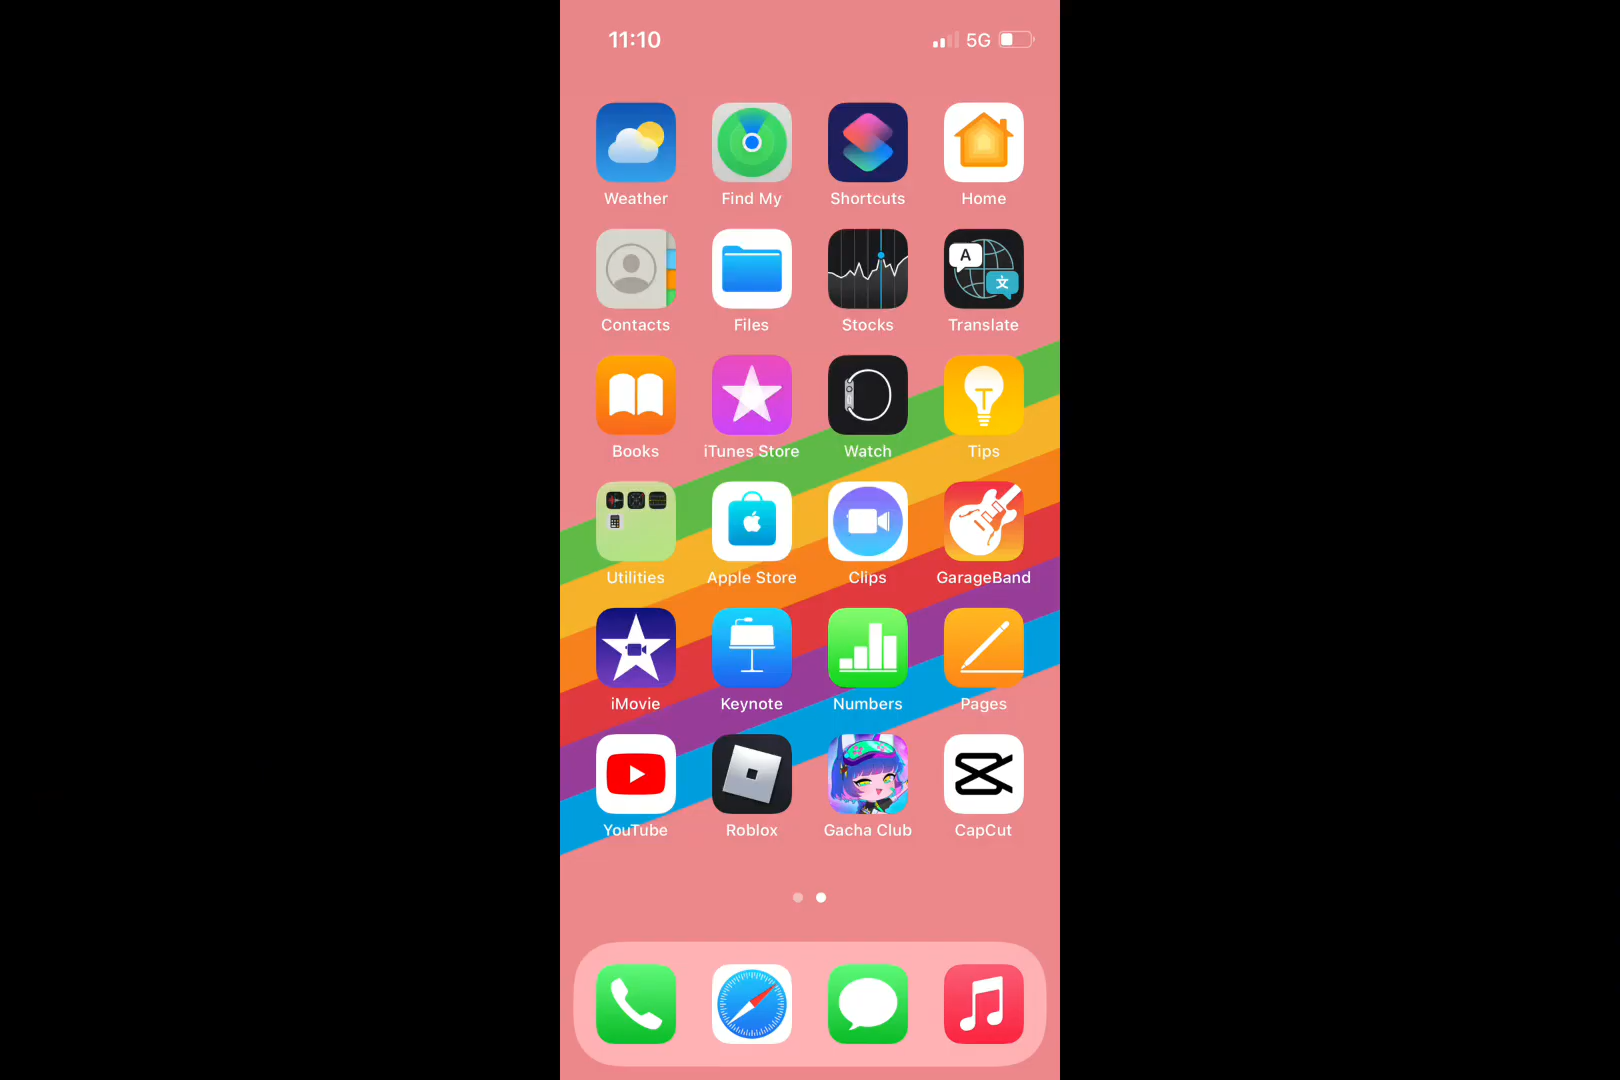 11:10 5G
Weather Find My Shortcuts Home
A
文
Contacts Files Stocks Translate
Books iTunes Store Watch Tips
Utilities Apple Store Clips GarageBand
iMovie Keynote Numbers Pages
YouTube Roblox Gacha Club CapCut